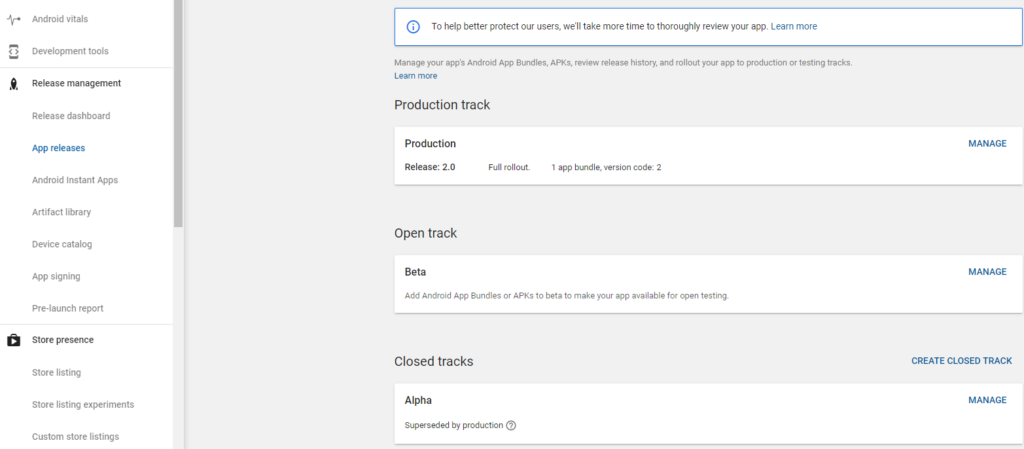 Android vitals
Development tools
Release management
Release dashboard
App releases
Android Instant Apps
Artifact library
Device catalog
App signing
Pre-launch report
Store presence
Store listing
Store listing experiments
Custom store listings
To help better protect our users, we'll take more time to thoroughly review your app. Learn more
Manage your app's Android App Bundles, APKs, review release history, and rollout your app to production or testing tracks.
Learn more
Production track
Production MANAGE
Release: 2.0 Full rollout. 1 app bundle, version code: 2
Open track
Beta MANAGE
Add Android App Bundles or APKs to beta to make your app available for open testing.
Closed tracks CREATE CLOSED TRACK
Alpha MANAGE
Superseded by production ?